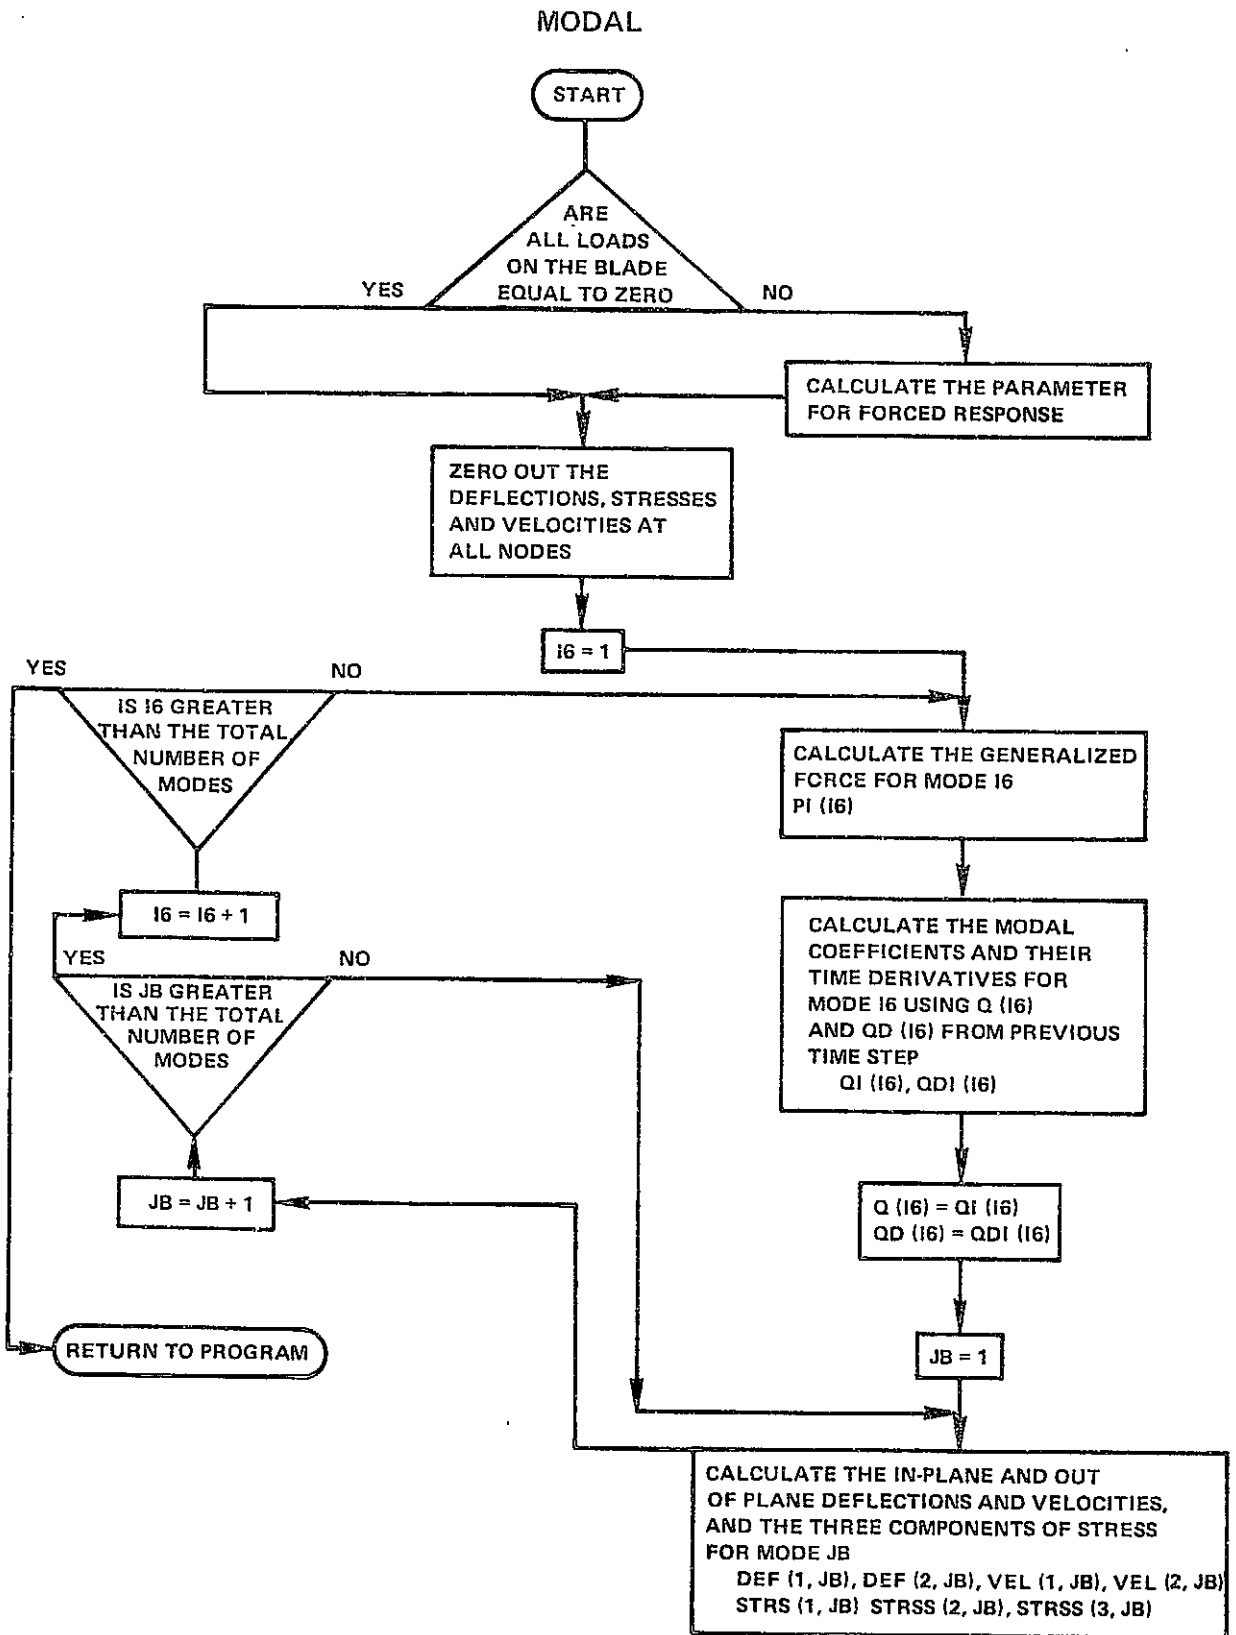 MODAL
START
ARE
ALL LOADS
ON THE BLADE
EQUAL TO ZERO
YES
NO
CALCULATE THE PARAMETER
FOR FORCED RESPONSE
ZERO OUT THE
DEFLECTIONS, STRESSES
AND VELOCITIES AT
ALL NODES
I6 = 1
YES
NO
IS I6 GREATER
THAN THE TOTAL
NUMBER OF
MODES
CALCULATE THE GENERALIZED
FORCE FOR MODE I6
PI (I6)
I6 = I6 + 1
CALCULATE THE MODAL
COEFFICIENTS AND THEIR
TIME DERIVATIVES FOR
MODE I6 USING Q (I6)
AND QD (I6) FROM PREVIOUS
TIME STEP
QI (I6), QDI (I6)
YES
NO
IS JB GREATER
THAN THE TOTAL
NUMBER OF
MODES
JB = JB + 1
Q (I6) = QI (I6)
QD (I6) = QDI (I6)
RETURN TO PROGRAM
JB = 1
CALCULATE THE IN-PLANE AND OUT
OF PLANE DEFLECTIONS AND VELOCITIES,
AND THE THREE COMPONENTS OF STRESS
FOR MODE JB
DEF (1, JB), DEF (2, JB), VEL (1, JB), VEL (2, JB)
STRS (1, JB) STRSS (2, JB), STRSS (3, JB)